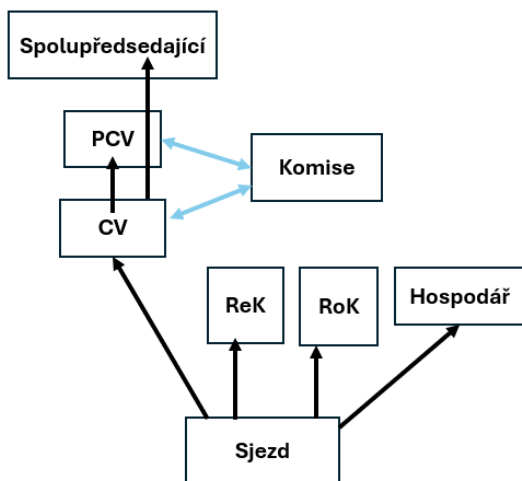 Spolupředsedající
PCV
Komise
CV
ReK
RoK
Hospodář
Sjezd